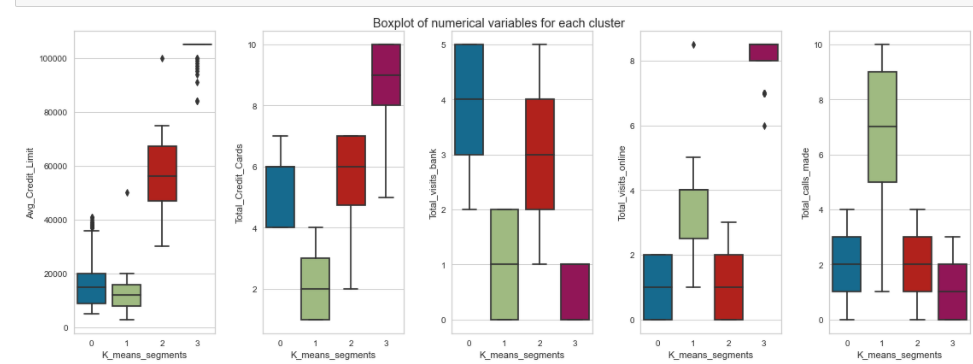 Boxplot of numerical variables for each cluster
Avg_Credit_Limit
100000
80000
60000
40000
20000
0
0 1 2 3
K_means_segments
Total_Credit_Cards
10
8
6
4
2
0 1 2 3
K_means_segments
Total_visits_bank
5
4
3
2
1
0
0 1 2 3
K_means_segments
Total_visits_online
8
6
4
2
0
0 1 2 3
K_means_segments
Total_calls_made
10
8
6
4
2
0
0 1 2 3
K_means_segments